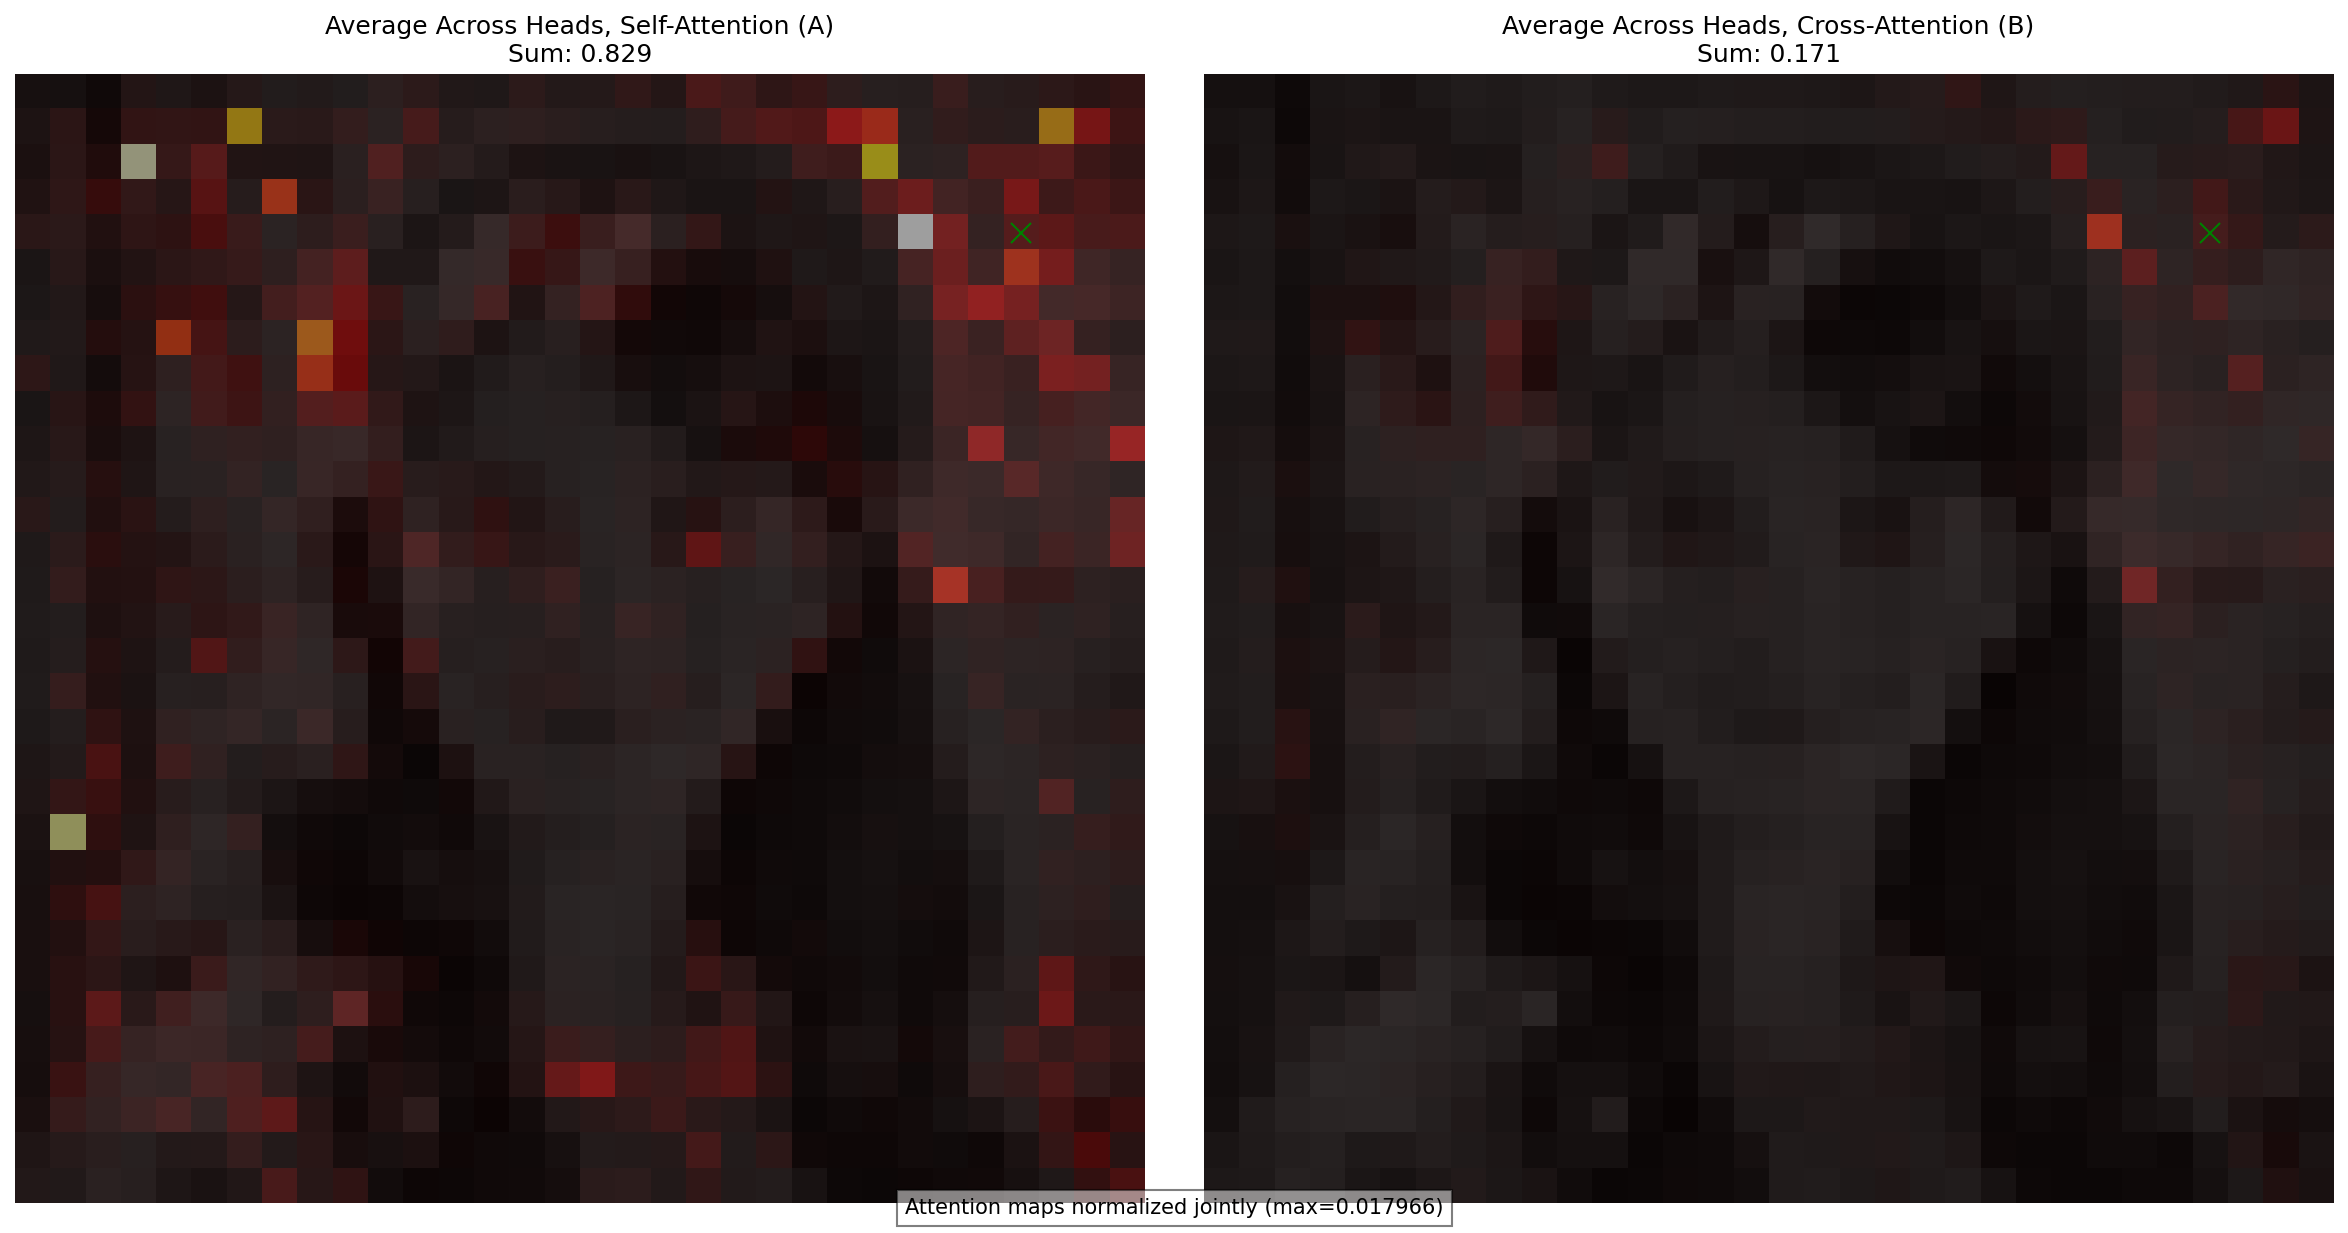 Average Across Heads, Self-Attention (A)
Sum: 0.829
Average Across Heads, Cross-Attention (B)
Sum: 0.171
Attention maps normalized jointly (max=0.017966)